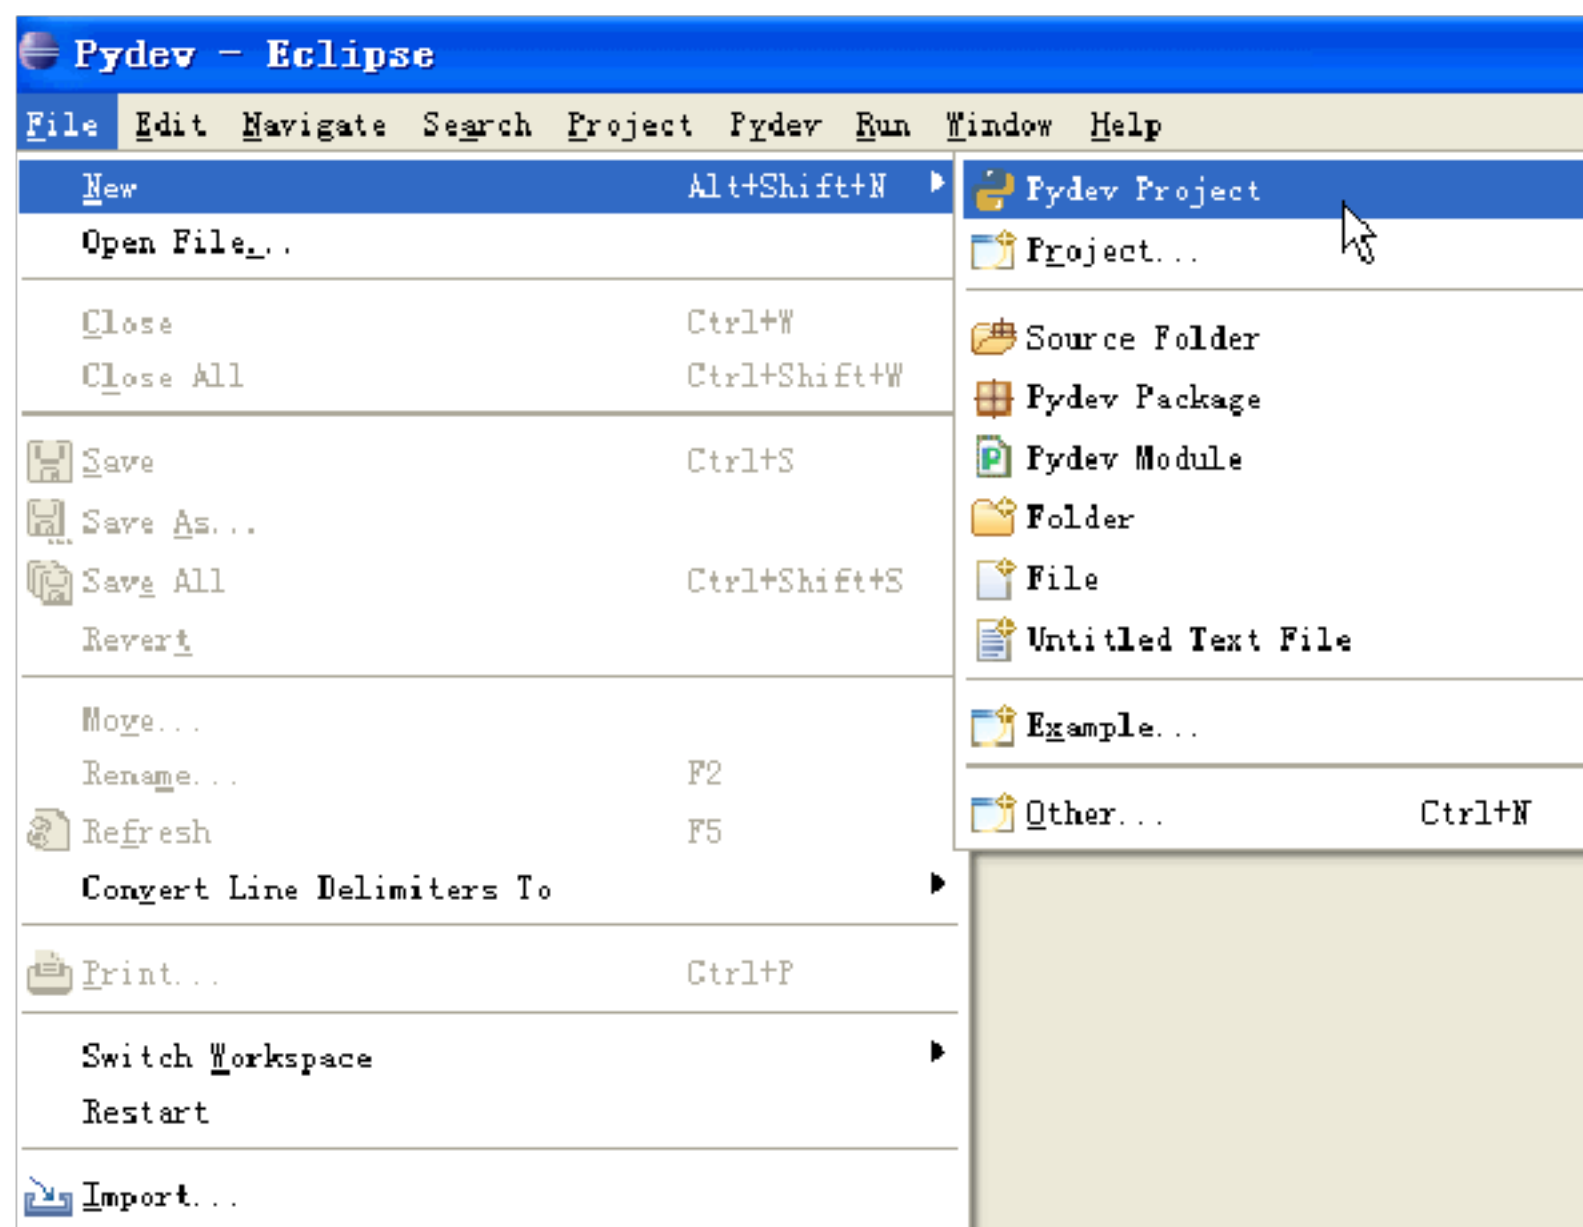 Pydev - Eclipse
File Edit Navigate Search Project Pydev Run Window Help
New Alt+Shift+N
Open File...
Close Ctrl+W
Close All Ctrl+Shift+W
Save Ctrl+S
Save As...
Save All Ctrl+Shift+S
Revert
Move...
Rename... F2
Refresh F5
Convert Line Delimiters To
Print... Ctrl+P
Switch Workspace
Restart
Import...
Pydev Project
Project...
Source Folder
Pydev Package
Pydev Module
Folder
File
Untitled Text File
Example...
Other... Ctrl+N